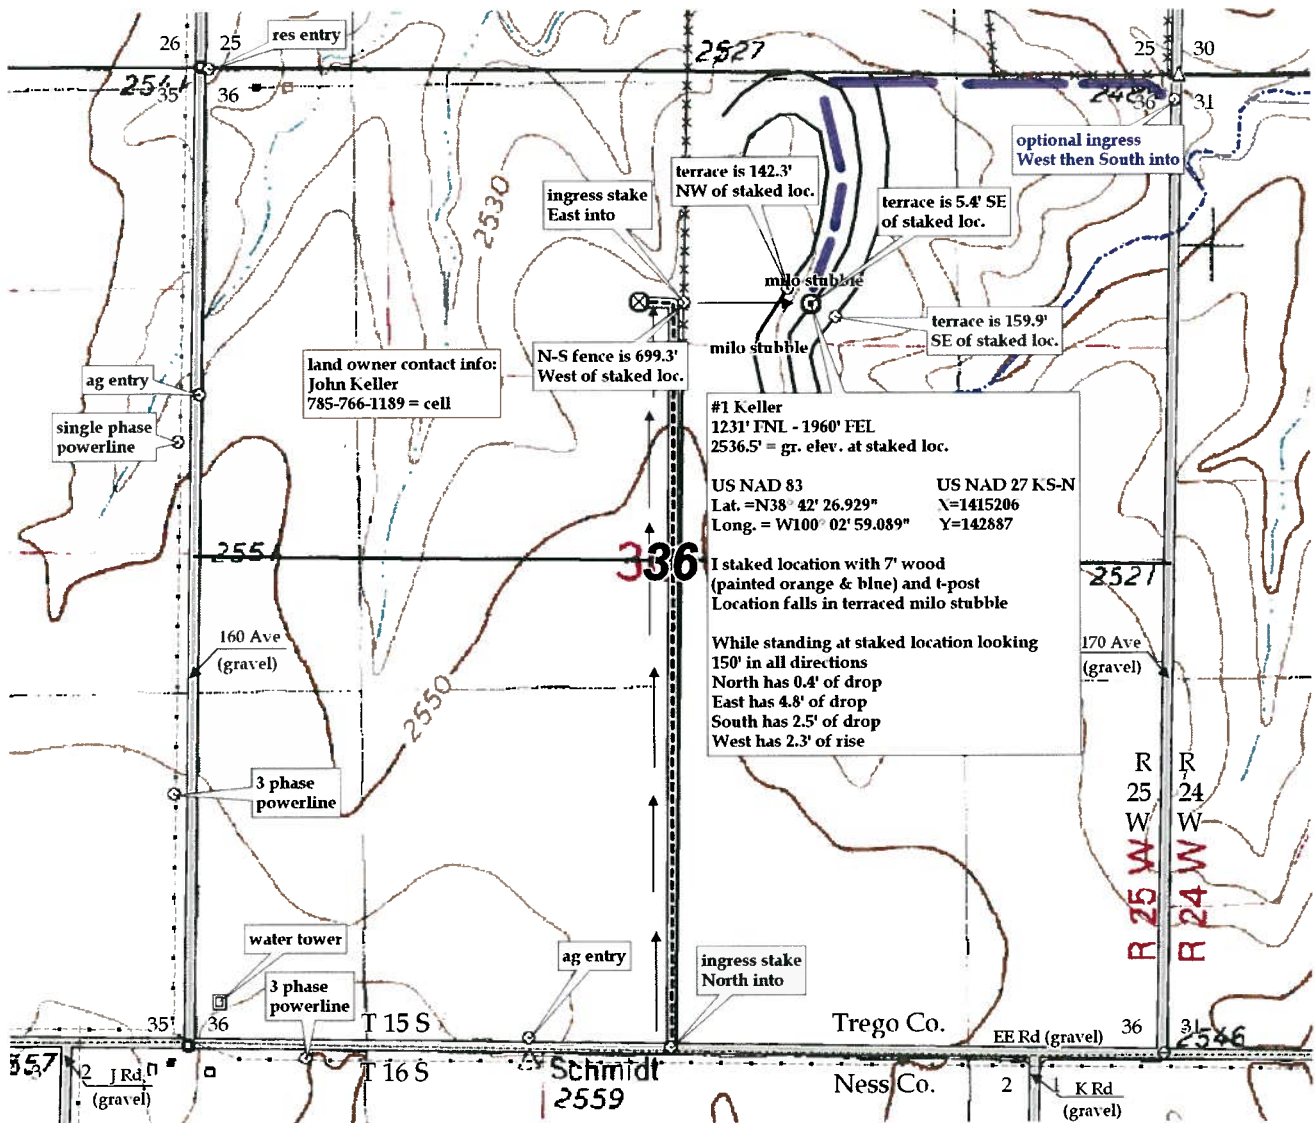 26
25
res entry
2527
25
30
254
35
36
36
31
optional ingress
West then South into
terrace is 142.3'
NW of staked loc.
ingress stake
East into
terrace is 5.4' SE
of staked loc.
2530
milo stubble
terrace is 159.9'
SE of staked loc.
milo stubble
N-S fence is 699.3'
West of staked loc.
land owner contact info:
John Keller
785-766-1189 = cell
ag entry
single phase
powerline
#1 Keller
1231' FNL - 1960' FEL
2536.5' = gr. elev. at staked loc.
US NAD 83
US NAD 27 KS-N
Lat. =N38° 42' 26.929"
X=1415206
Long. = W100° 02' 59.089"
Y=142887
I staked location with 7' wood
(painted orange & blue) and t-post
Location falls in terraced milo stubble
While standing at staked location looking
150' in all directions
North has 0.4' of drop
East has 4.8' of drop
South has 2.5' of drop
West has 2.3' of rise
255
36
2521
160 Ave
(gravel)
170 Ave
(gravel)
2550
3 phase
powerline
R
25
W
R
24
W
R 25 W
R 24 W
water tower
3 phase
powerline
ag entry
ingress stake
North into
35
36
T 15 S
Trego Co.
EE Rd (gravel)
36
31
2546
2
J Rd
(gravel)
T 16 S
Schmidt
2559
Ness Co.
2
K Rd
(gravel)